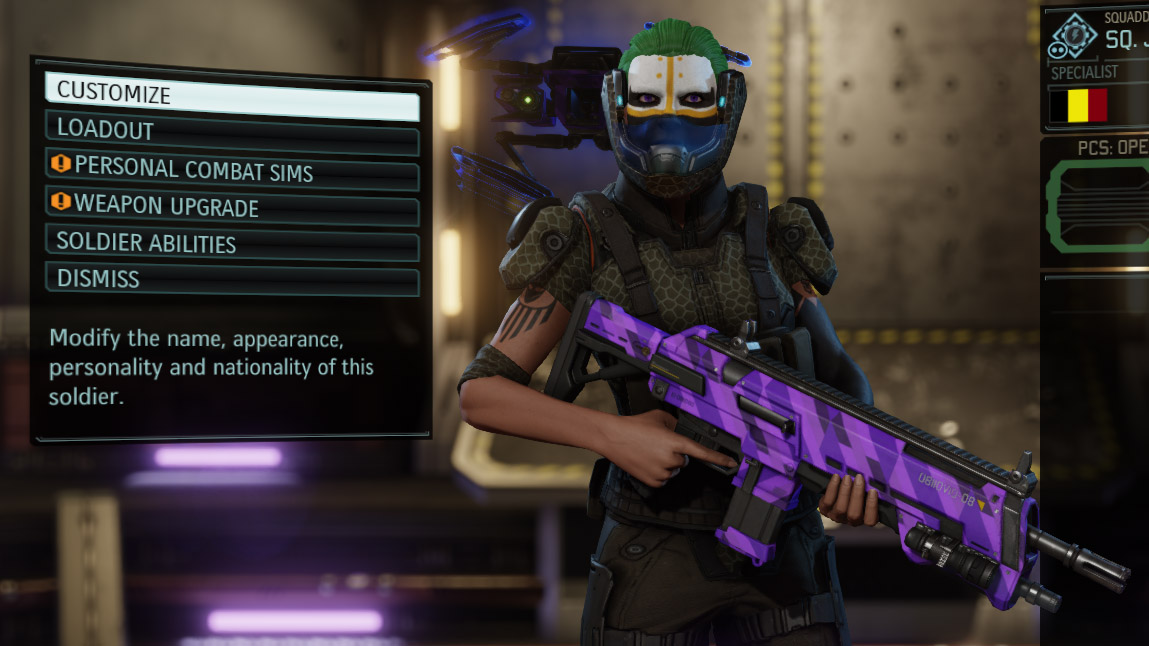 CUSTOMIZE
LOADOUT
PERSONAL COMBAT SIMS
WEAPON UPGRADE
SOLDIER ABILITIES
DISMISS
Modify the name, appearance,
personality and nationality of this
soldier.
SQUADD
SQ. J
SPECIALIST
PCS: OPE